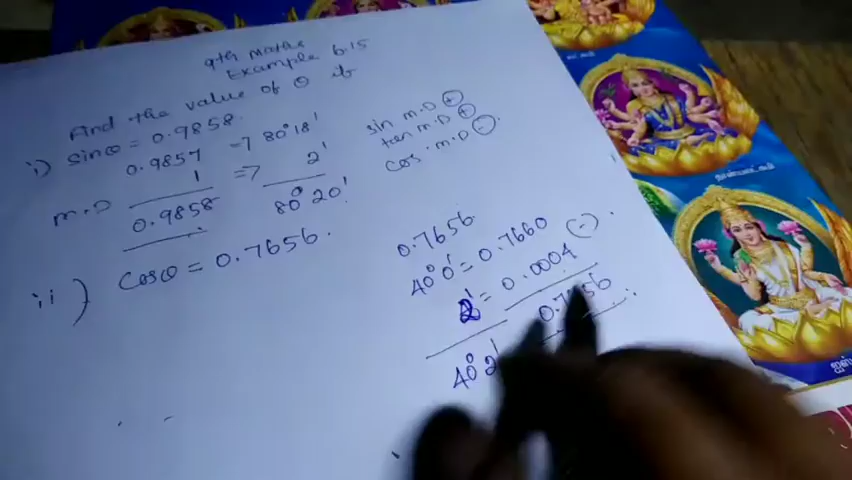 9th Maths
Example 6.15
Find the value of θ if
i) sinθ = 0.9858.
0.9857 => 80°18'
m.D 1 => 2'
0.9858 80°20'.
sin m.D (+)
tan m.D (+)
cos. m.D (-).
ii) cosθ = 0.7656.
0.7656.
40°0' = 0.7660
2' = 0.0004 (-).
40°2'